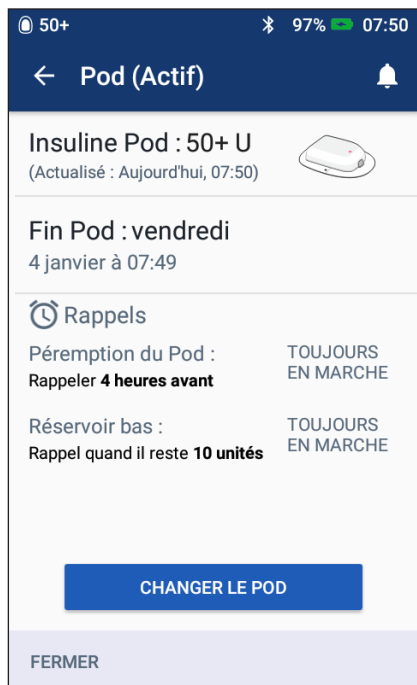 50+ 97% 07:50
Pod (Actif)
Insuline Pod : 50+ U
(Actualisé : Aujourd'hui, 07:50)
Fin Pod : vendredi
4 janvier à 07:49
Rappels
Péremption du Pod : TOUJOURS
Rappeler 4 heures avant EN MARCHE
Réservoir bas : TOUJOURS
Rappel quand il reste 10 unités EN MARCHE
CHANGER LE POD
FERMER